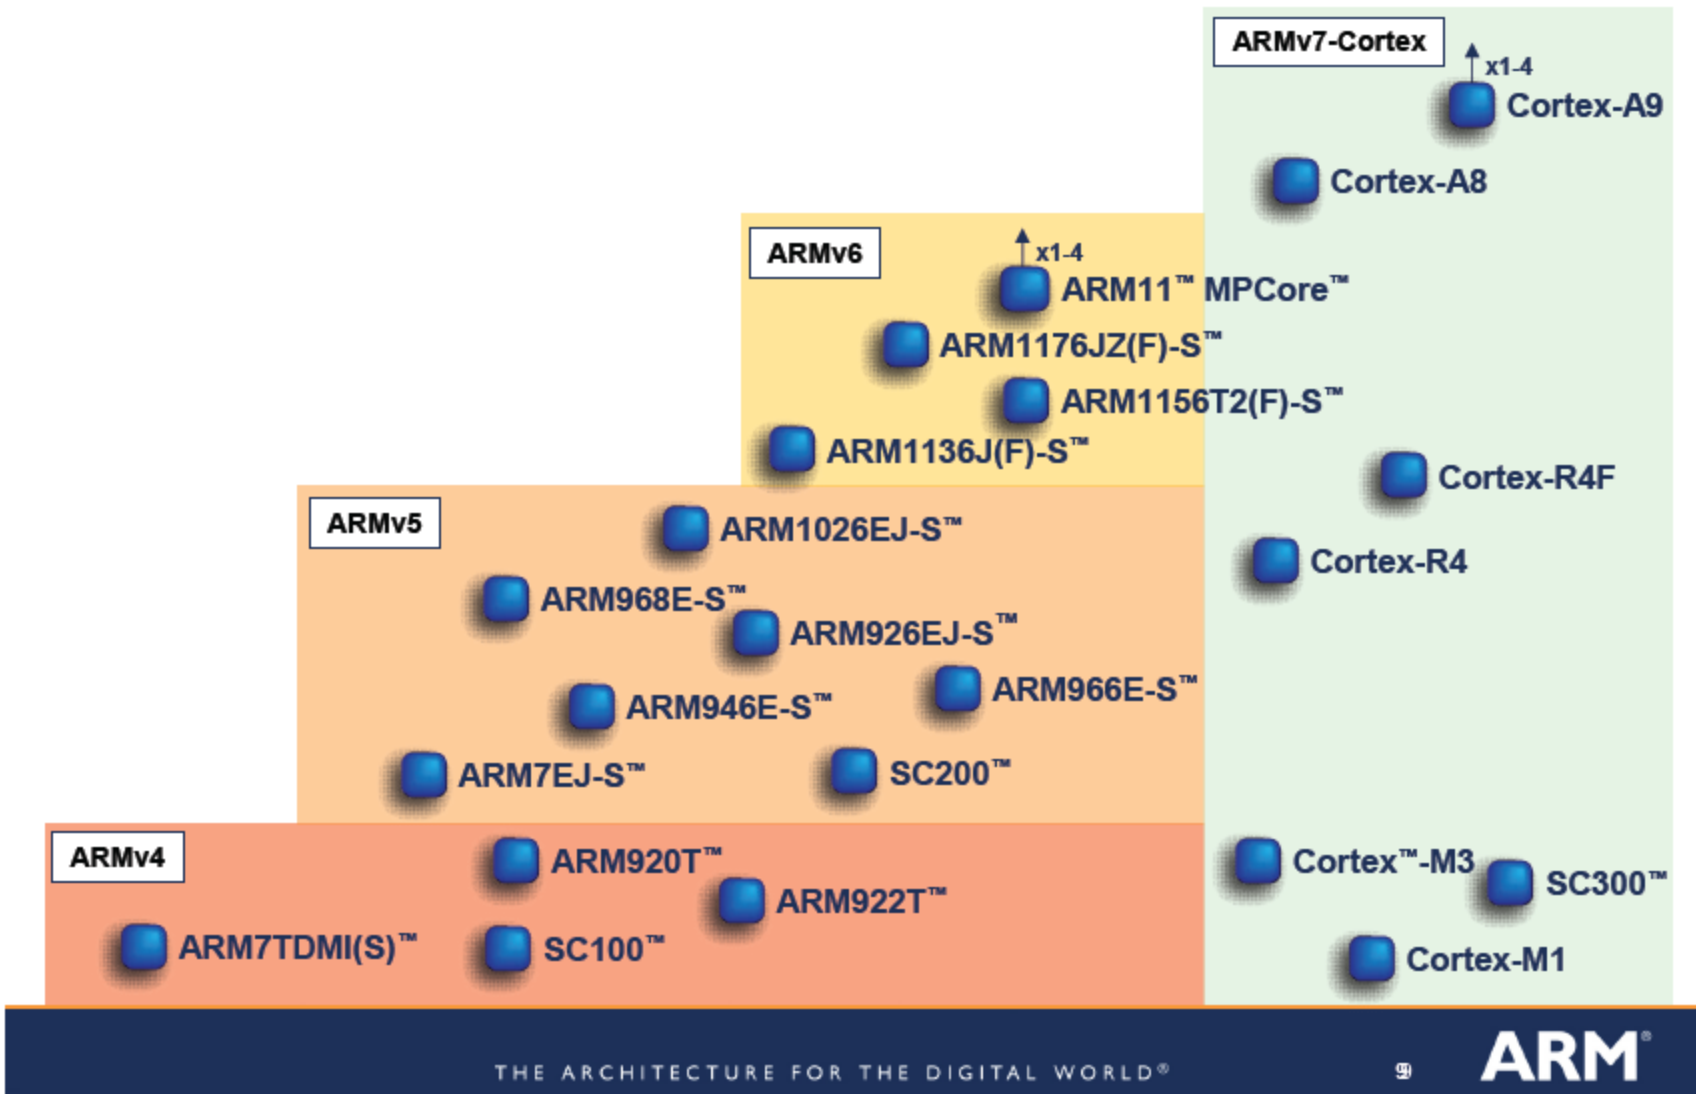 ARMv7-Cortex
x1-4
Cortex-A9
Cortex-A8
ARMv6
x1-4
ARM11™ MPCore™
ARM1176JZ(F)-S™
ARM1156T2(F)-S™
ARM1136J(F)-S™
Cortex-R4F
ARMv5
ARM1026EJ-S™
Cortex-R4
ARM968E-S™
ARM926EJ-S™
ARM966E-S™
ARM946E-S™
ARM7EJ-S™
SC200™
ARMv4
ARM920T™
Cortex™-M3
SC300™
ARM922T™
ARM7TDMI(S)™
SC100™
Cortex-M1
THE ARCHITECTURE FOR THE DIGITAL WORLD®
ARM®